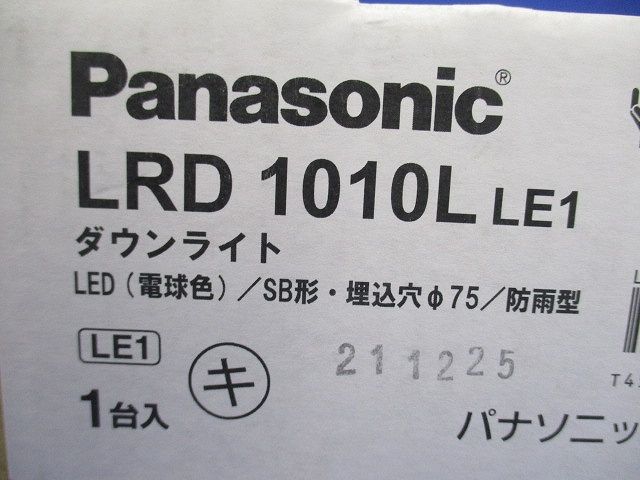 Panasonic®
LRD 1010L LE1
ダウンライト
LED(電球色)/SB形・埋込穴φ75/防雨型
LE1
キ
211225
1台入
パナソニッ
L
T4